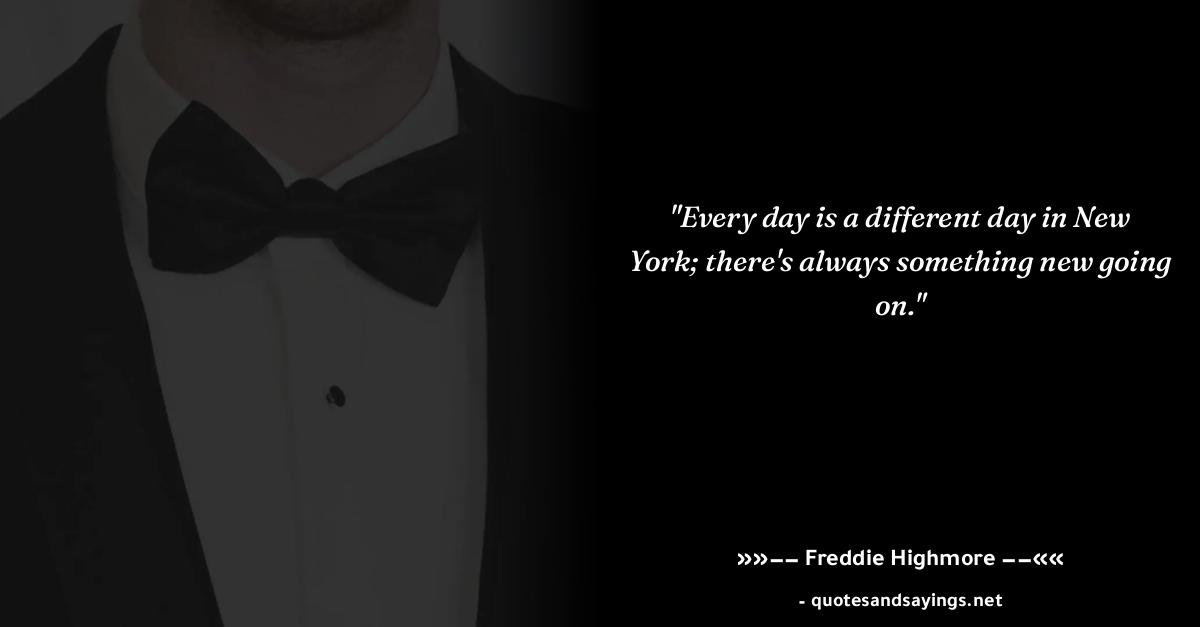 "Every day is a different day in New
York; there's always something new going
on."
»»−− Freddie Highmore −−««
- quotesandsayings.net